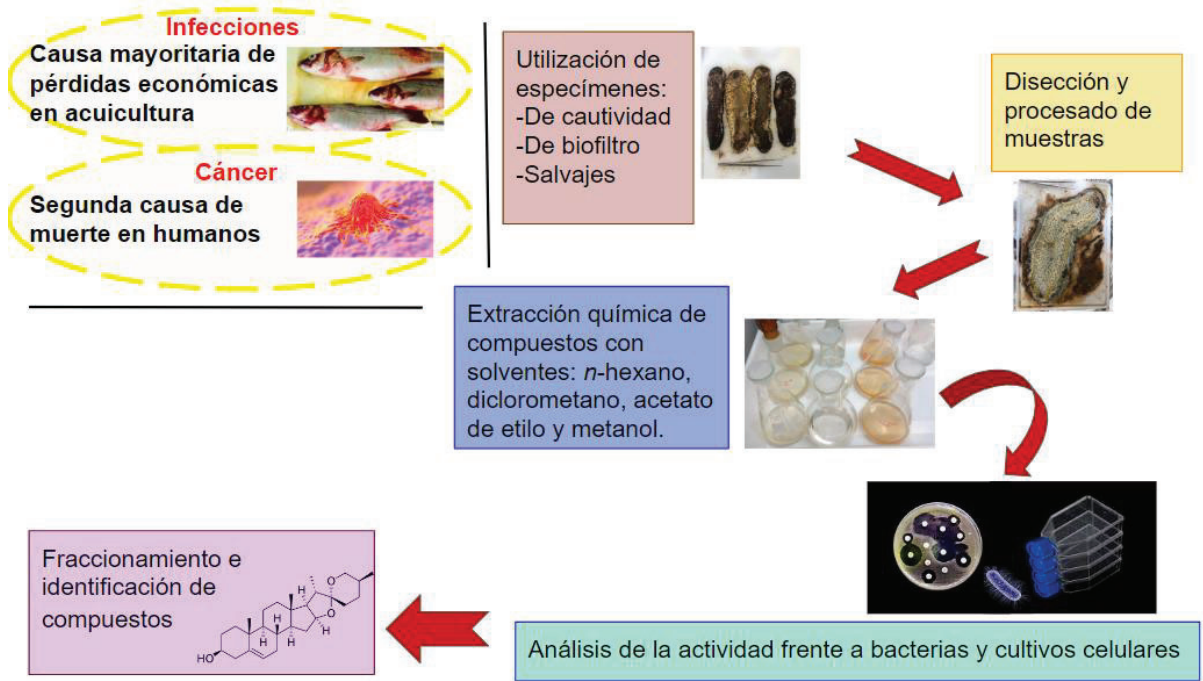 Infecciones
Causa mayoritaria de
pérdidas económicas
en acuicultura
Cáncer
Segunda causa de
muerte en humanos
Utilización de
especímenes:
-De cautividad
-De biofiltro
-Salvajes
Disección y
procesado de
muestras
Extracción química de
compuestos con
solventes: n-hexano,
diclorometano, acetato
de etilo y metanol.
Análisis de la actividad frente a bacterias y cultivos celulares
Fraccionamiento e
identificación de
compuestos
H
O
H
H
H
O
HO